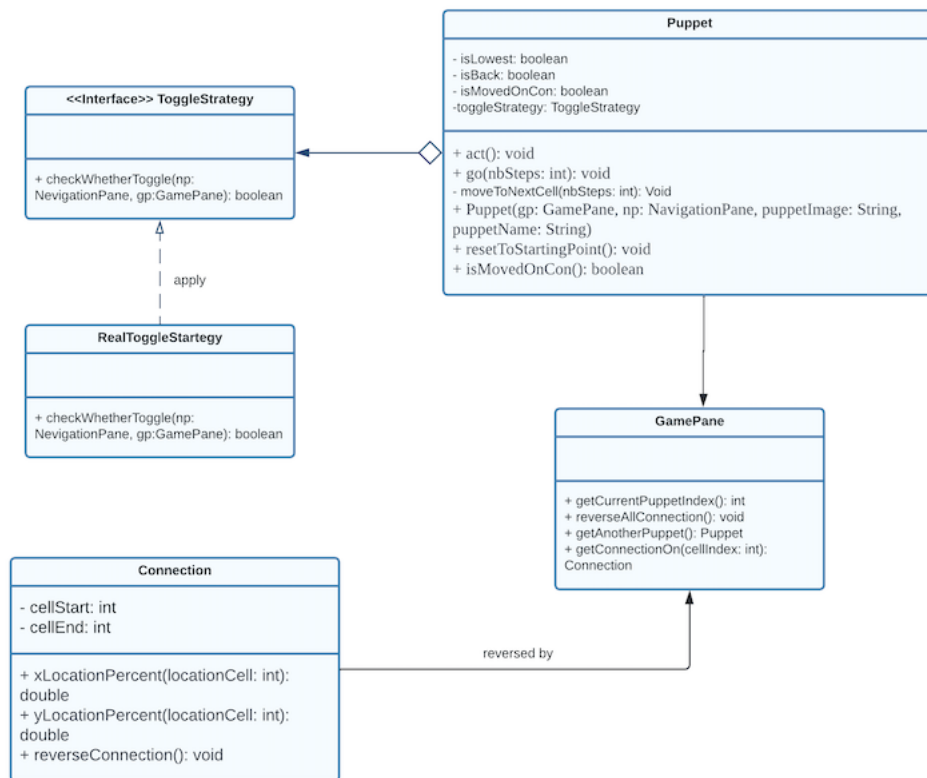 Puppet
- isLowest: boolean
- isBack: boolean
- isMovedOnCon: boolean
-toggleStrategy: ToggleStrategy
+ act(): void
+ go(nbSteps: int): void
- moveToNextCell(nbSteps: int): Void
+ Puppet(gp: GamePane, np: NavigationPane, puppetImage: String,
puppetName: String)
+ resetToStartingPoint(): void
+ isMovedOnCon(): boolean
<<Interface>> ToggleStrategy
+ checkWhetherToggle(np:
NevigationPane, gp:GamePane): boolean
apply
RealToggleStartegy
+ checkWhetherToggle(np:
NevigationPane, gp:GamePane): boolean
GamePane
+ getCurrentPuppetIndex(): int
+ reverseAllConnection(): void
+ getAnotherPuppet(): Puppet
+ getConnectionOn(cellIndex: int):
Connection
Connection
- cellStart: int
- cellEnd: int
+ xLocationPercent(locationCell: int):
double
+ yLocationPercent(locationCell: int):
double
+ reverseConnection(): void
reversed by